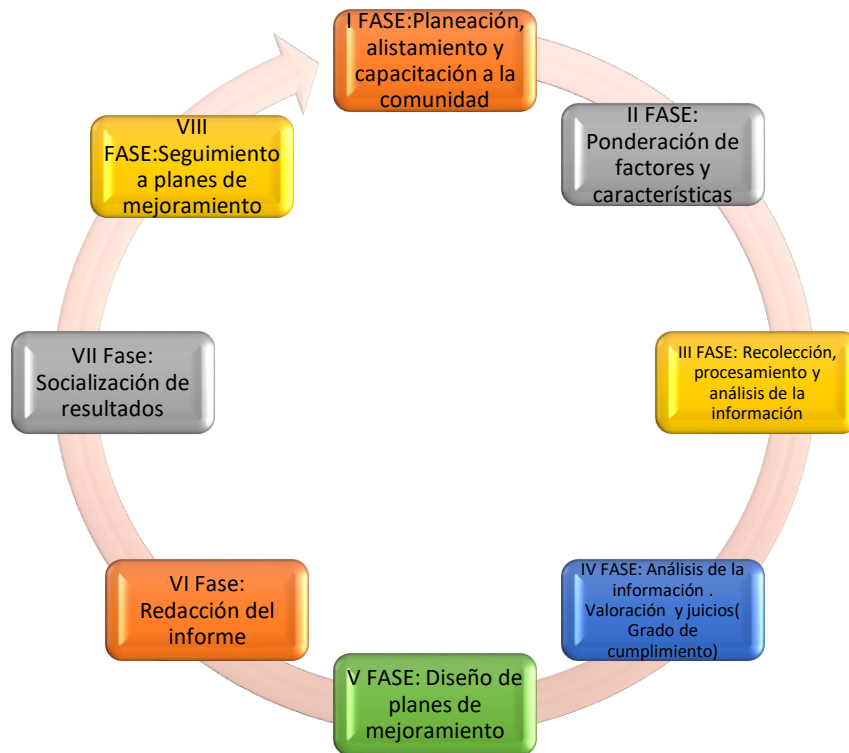 I FASE:Planeación,
alistamiento y
capacitación a la
comunidad
II FASE:
Ponderación de
factores y
características
III FASE: Recolección,
procesamiento y
análisis de la
información
IV FASE: Análisis de la
información .
Valoración y juicios(
Grado de
cumplimiento)
V FASE: Diseño de
planes de
mejoramiento
VI Fase:
Redacción del
informe
VII Fase:
Socialización de
resultados
VIII
FASE:Seguimiento
a planes de
mejoramiento